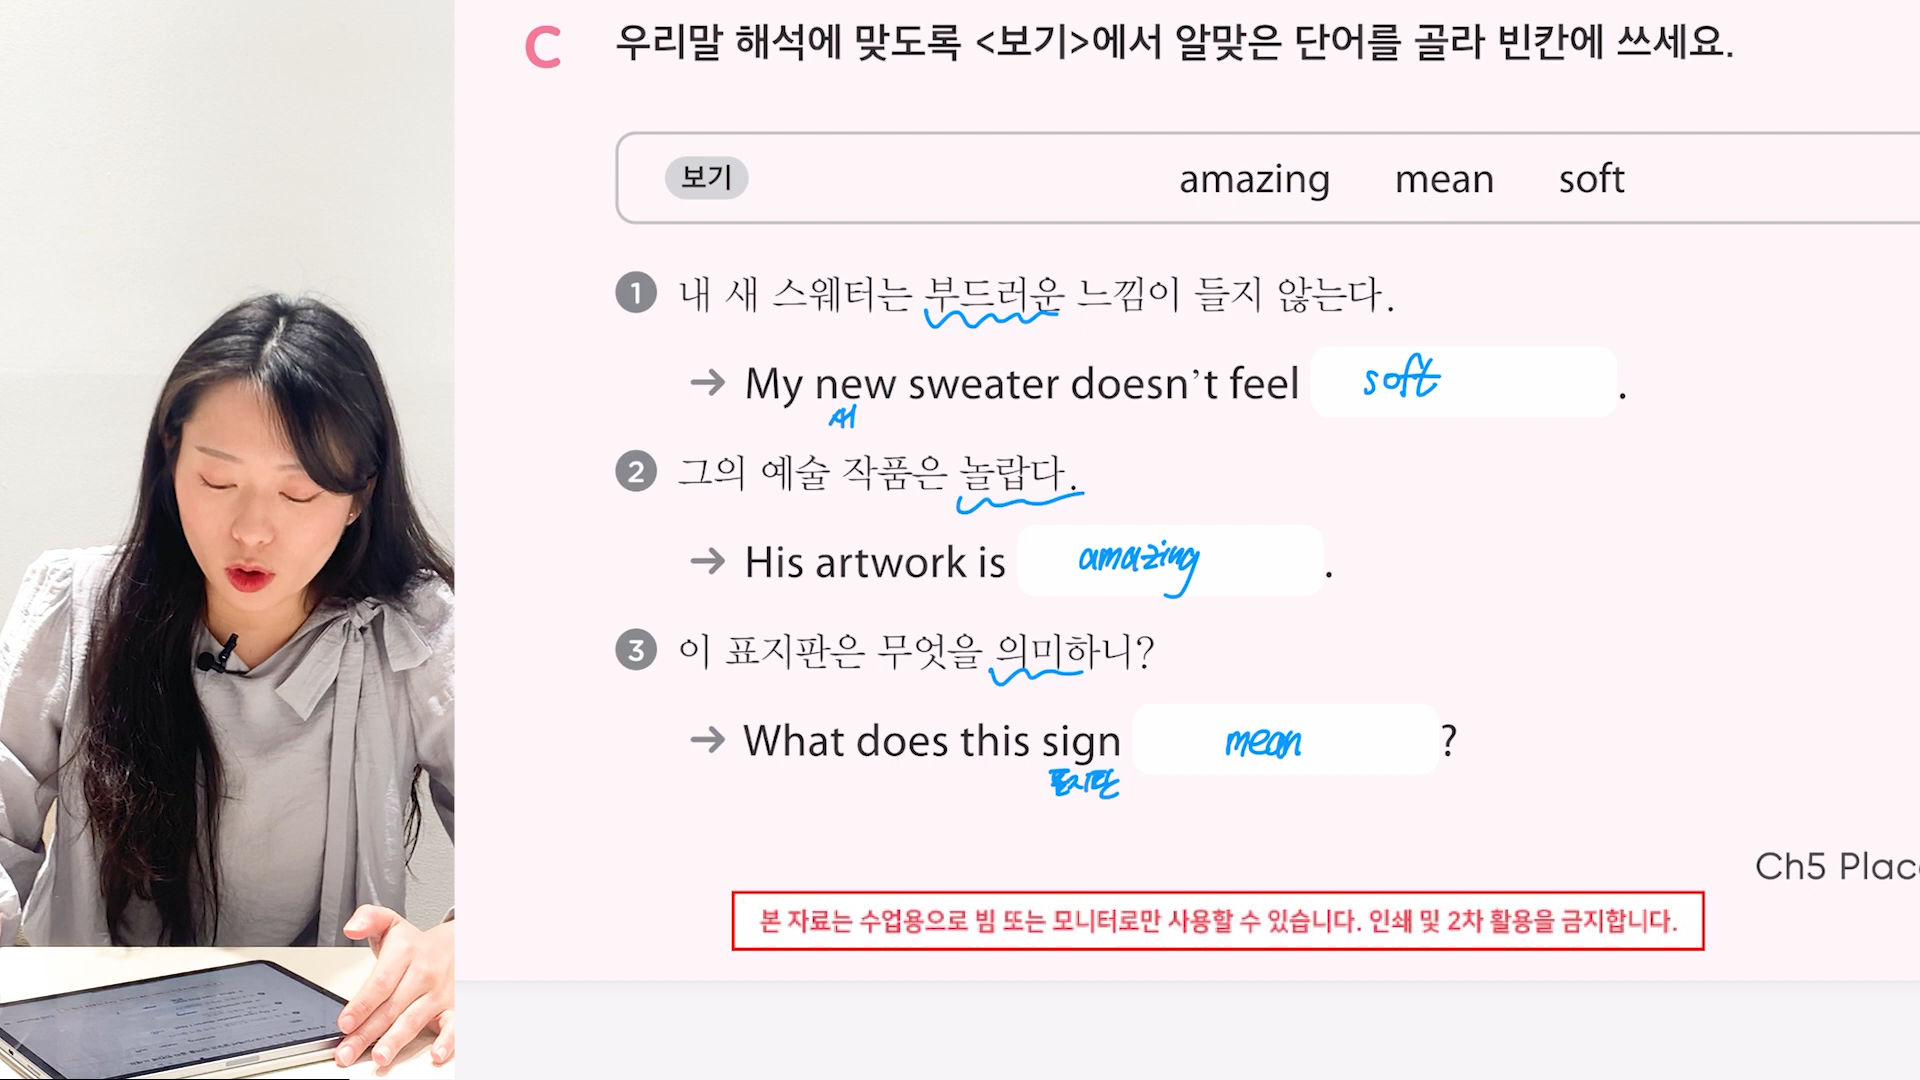 C 우리말 해석에 맞도록 <보기>에서 알맞은 단어를 골라 빈칸에 쓰세요.
보기 amazing mean soft
1 내 새 스웨터는 부드러운 느낌이 들지 않는다.
→ My new sweater doesn’t feel soft .
새
2 그의 예술 작품은 놀랍다.
→ His artwork is amazing .
3 이 표지판은 무엇을 의미하니?
→ What does this sign mean ?
표지판
Ch5 Plac
본 자료는 수업용으로 빔 또는 모니터로만 사용할 수 있습니다. 인쇄 및 2차 활용을 금지합니다.